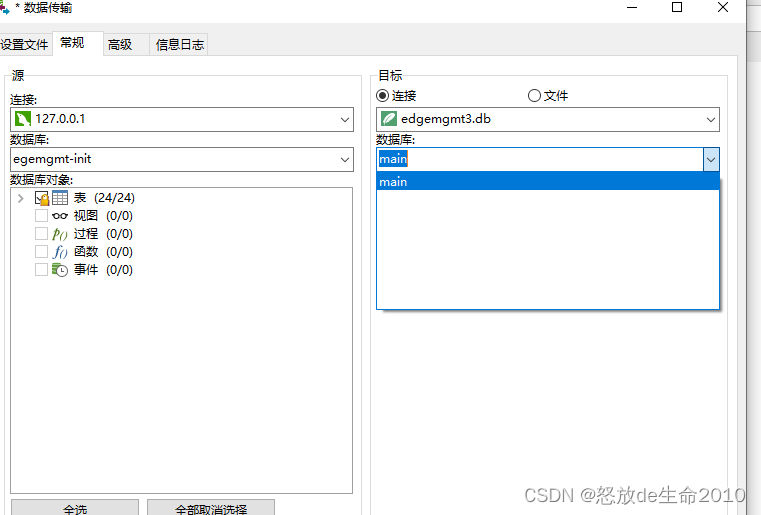 * 数据传输
设置文件 常规 高级 信息日志
源
连接:
127.0.0.1
数据库:
egemgmt-init
数据库对象:
表 (24/24)
视图 (0/0)
过程 (0/0)
函数 (0/0)
事件 (0/0)
全选 全部取消选择
目标
连接 文件
edgemgmt3.db
数据库:
main
main
CSDN @怒放de生命2010